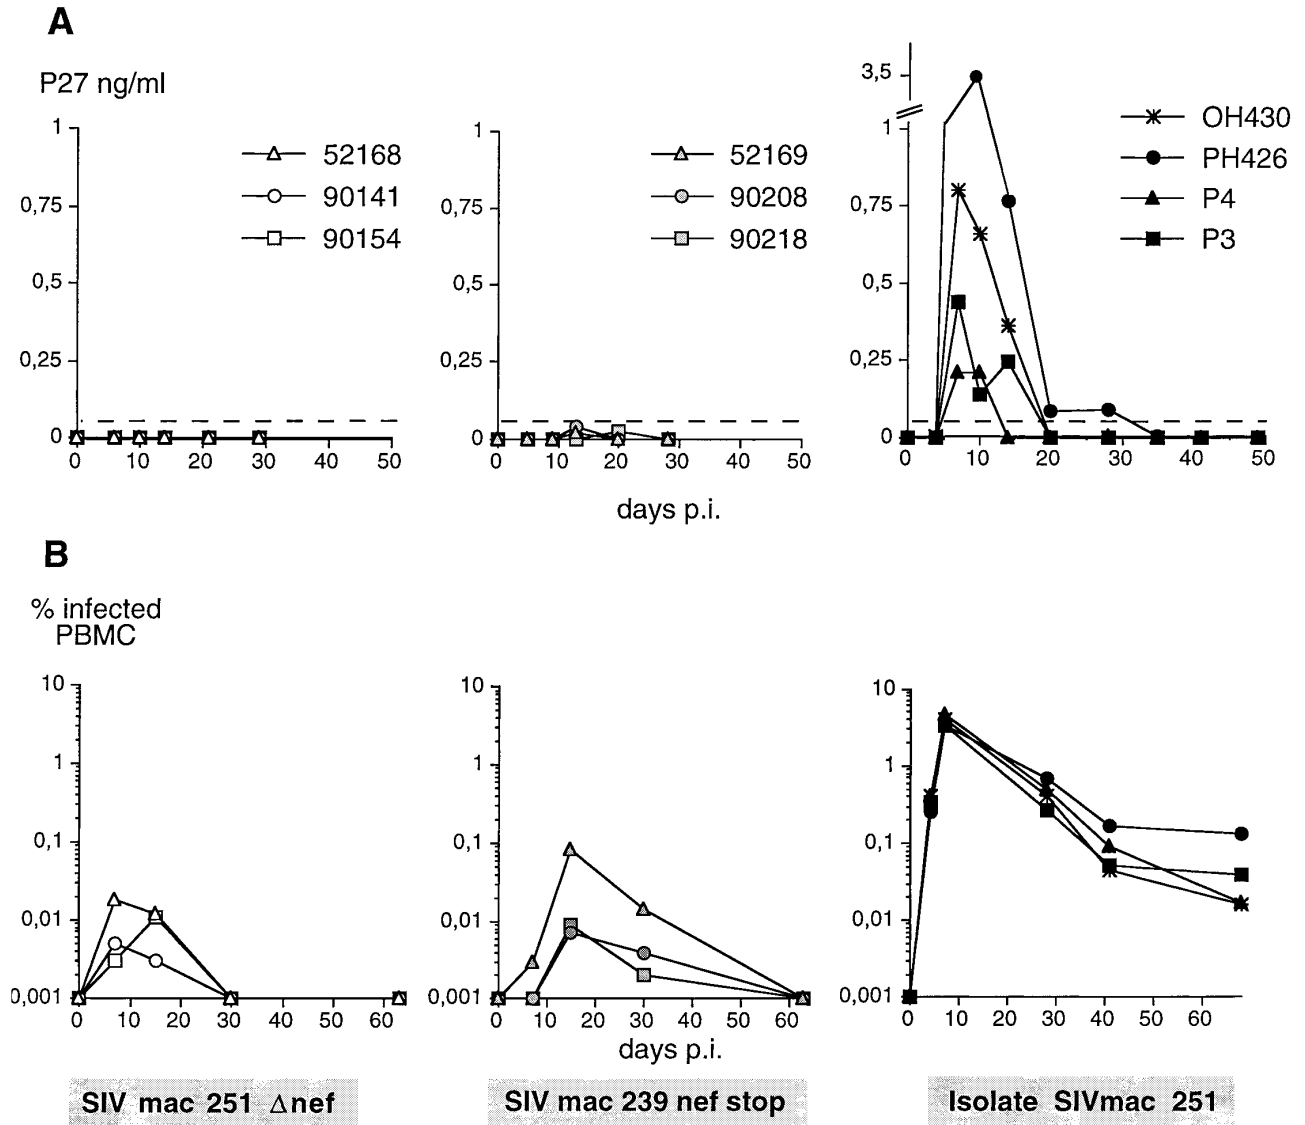 A
P27 ng/ml
1
0,75
0,5
0,25
0
0 10 20 30 40 50
52168
90141
90154
1
0,75
0,5
0,25
0
0 10 20 30 40 50
52169
90208
90218
3,5
1
0,75
0,5
0,25
0
0 10 20 30 40 50
OH430
PH426
P4
P3
days p.i.
B
% infected
PBMC
10
1
0,1
0,01
0,001
0 10 20 30 40 50 60
10
1
0,1
0,01
0,001
0 10 20 30 40 50 60
10
1
0,1
0,01
0,001
0 10 20 30 40 60
days p.i.
SIV mac 251 Δnef
SIV mac 239 nef stop
Isolate SIVmac 251